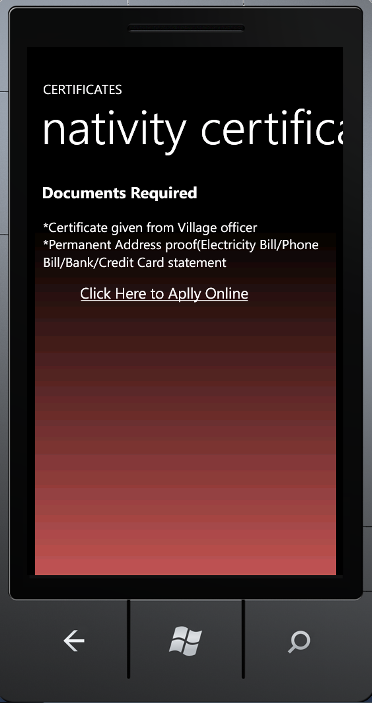 CERTIFICATES
nativity certifica
Documents Required
*Certificate given from Village officer
*Permanent Address proof(Electricity Bill/Phone
Bill/Bank/Credit Card statement
Click Here to Aplly Online